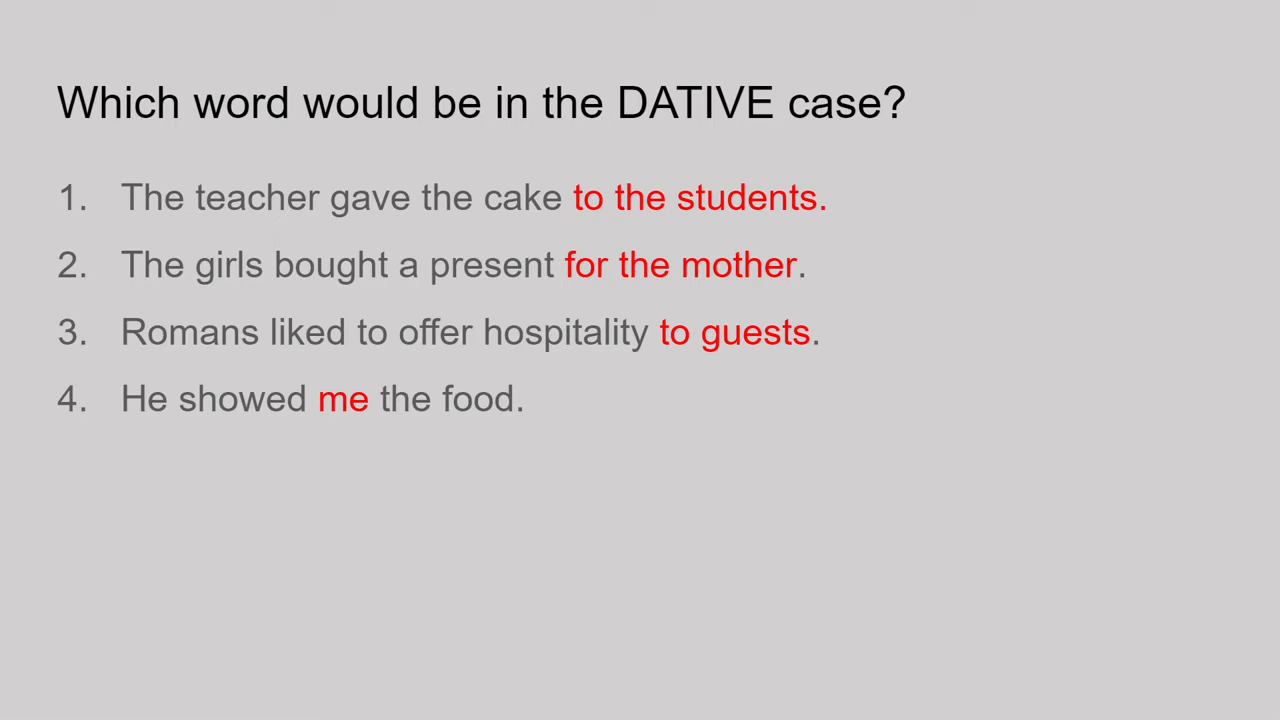 Which word would be in the DATIVE case?
1. The teacher gave the cake to the students.
2. The girls bought a present for the mother.
3. Romans liked to offer hospitality to guests.
4. He showed me the food.